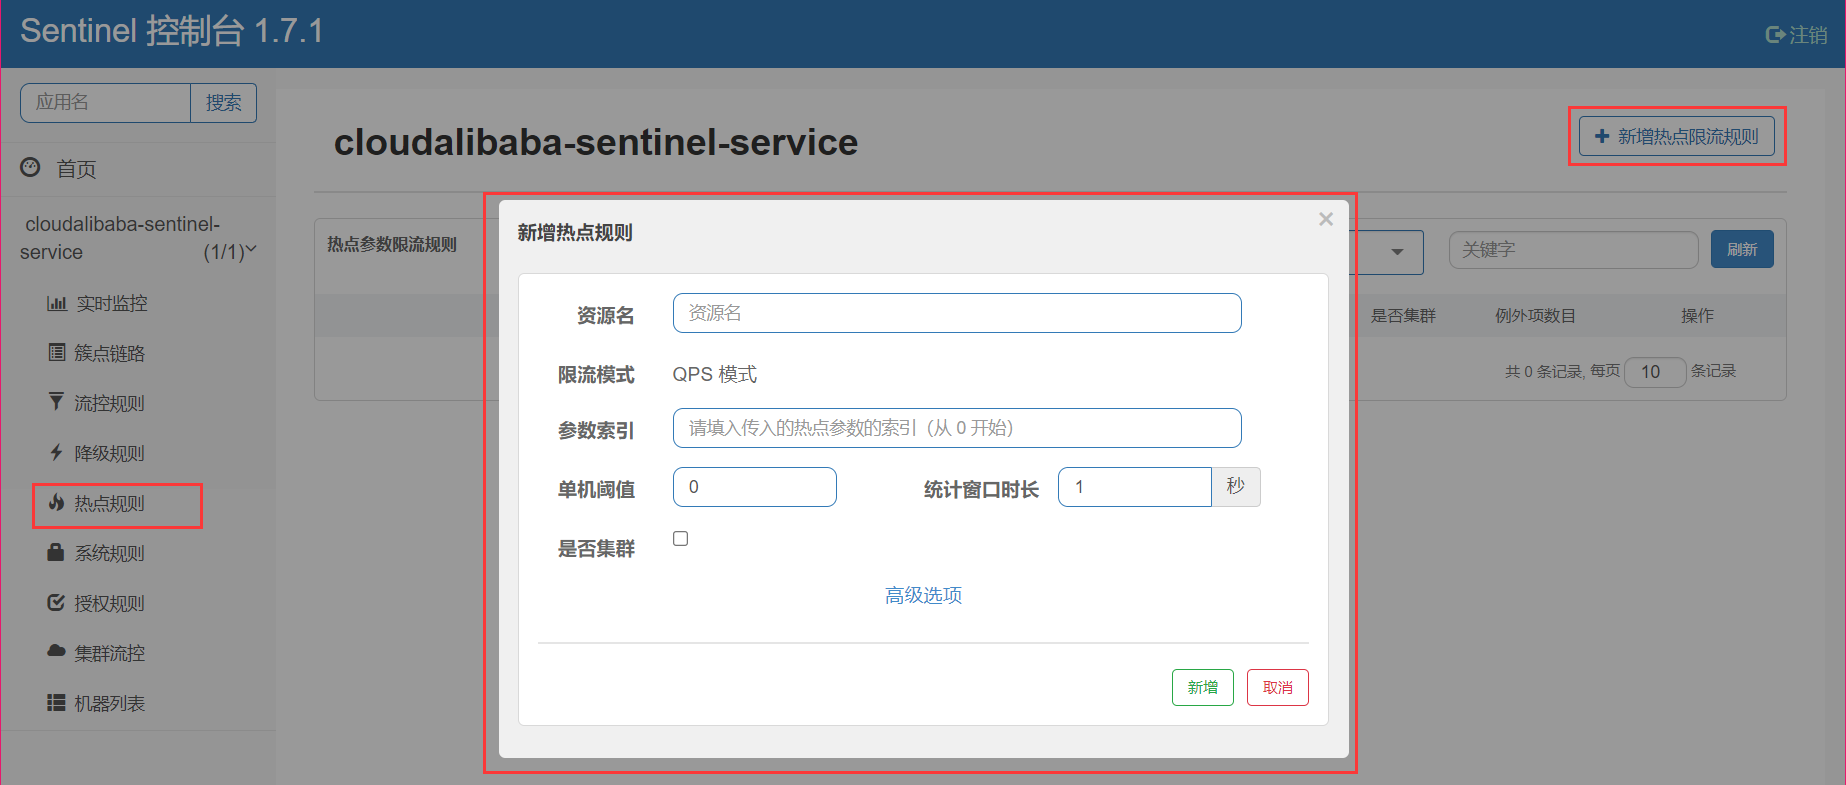 Sentinel 控制台 1.7.1
注销
应用名
搜索
首页
cloudalibaba-sentinel-
service
(1/1)
实时监控
簇点链路
流控规则
降级规则
热点规则
系统规则
授权规则
集群流控
机器列表
cloudalibaba-sentinel-service
新增热点限流规则
热点参数限流规则
关键字
刷新
是否集群
例外项数目
操作
共 0 条记录, 每页 10 条记录
新增热点规则
×
资源名
资源名
限流模式
QPS 模式
参数索引
请填入传入的热点参数的索引（从 0 开始）
单机阈值
0
统计窗口时长
1
秒
是否集群
高级选项
新增
取消